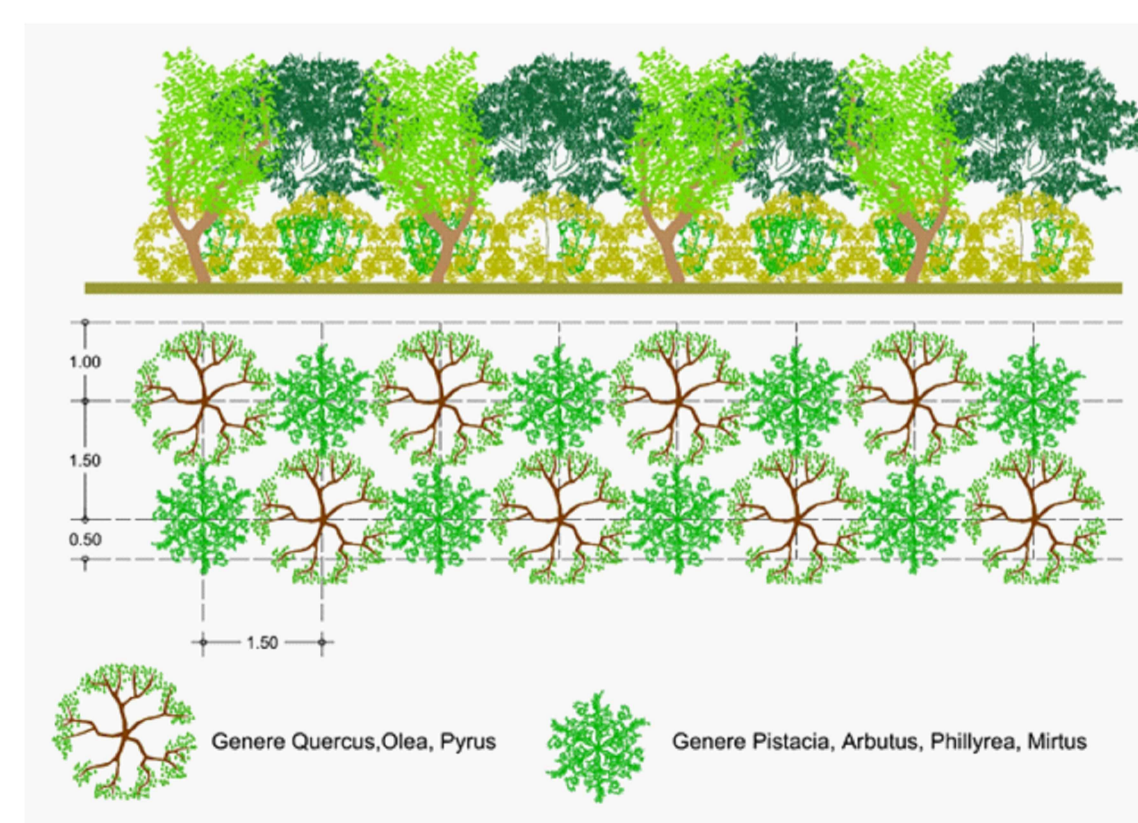 1.00
1.50
0.50
1.50
Genere Quercus,Olea, Pyrus
Genere Pistacia, Arbutus, Phillyrea, Mirtus